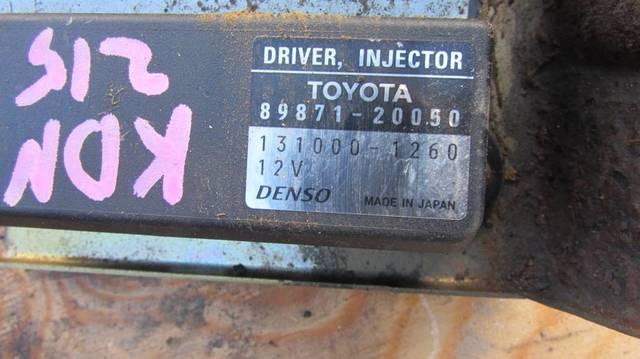 DRIVER, INJECTOR
TOYOTA
89871-20050
131000-1260
12V
DENSO MADE IN JAPAN
KDN
215